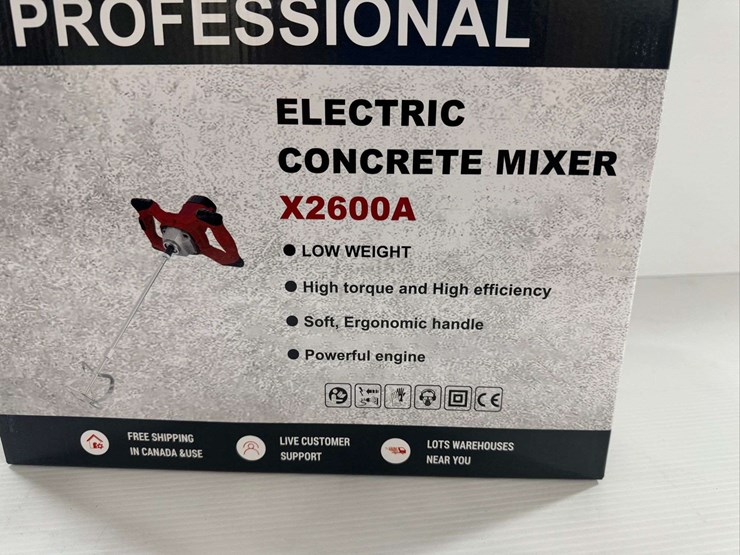 PROFESSIONAL
ELECTRIC
CONCRETE MIXER
X2600A
● LOW WEIGHT
● High torque and High efficiency
● Soft, Ergonomic handle
● Powerful engine
CE
FREE SHIPPING
IN CANADA &USE
LIVE CUSTOMER
SUPPORT
LOTS WAREHOUSES
NEAR YOU